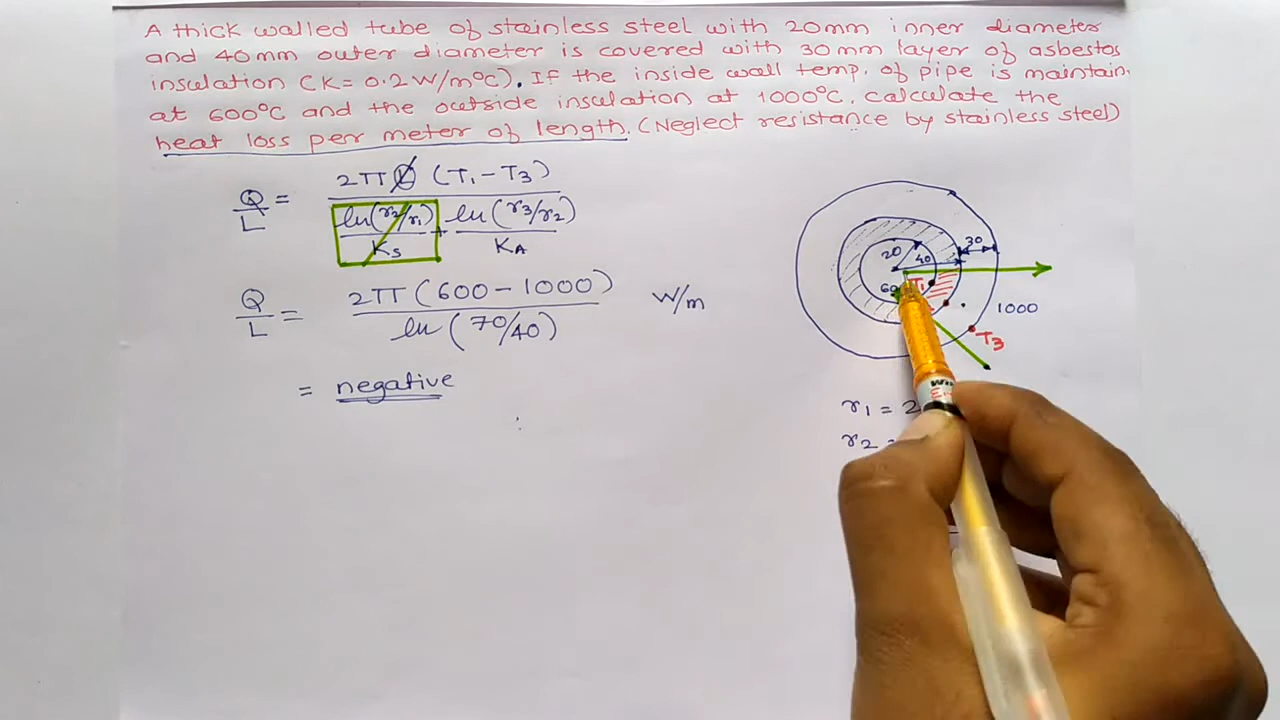 A thick walled tube of stainless steel with 20mm inner diameter
and 40mm outer diameter is covered with 30mm layer of asbestos
insulation (K= 0.2 W/m°C). If the inside wall temp. of pipe is maintain.
at 600°C and the outside insulation at 1000°C. calculate the
heat loss per meter of length. (Neglect resistance by stainless steel)
Q/L = 2πL (T1 - T3) / ln(r2/r1)/Ks + ln(r3/r2)/KA
Q/L = 2π(600 - 1000) / ln(70/40) W/m
= negative
20
40
30
60
T1
1000
T3
r1 = 2
r2 =